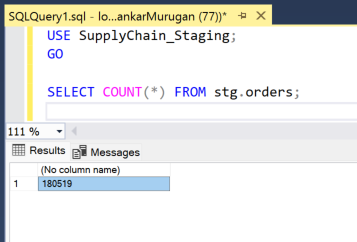 SQLQuery1.sql - lo...ankarMurugan (77))*
USE SupplyChain_Staging;
GO
SELECT COUNT(*) FROM stg.orders;
111 %
Results Messages
(No column name)
1 180519